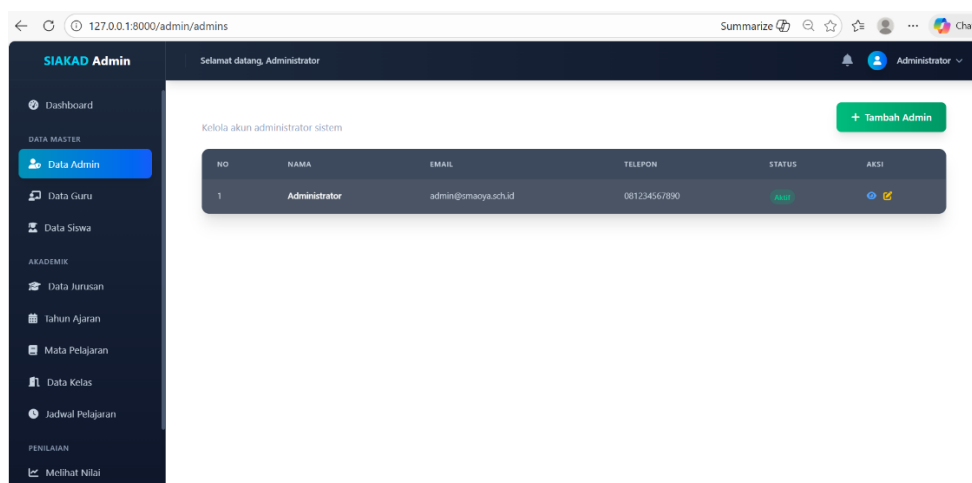 127.0.0.1:8000/admin/admins
Summarize
Cha
SIAKAD Admin
Selamat datang, Administrator
Administrator
Dashboard
DATA MASTER
Data Admin
Data Guru
Data Siswa
AKADEMIK
Data Jurusan
Tahun Ajaran
Mata Pelajaran
Data Kelas
Jadwal Pelajaran
PENILAIAN
Melihat Nilai
Kelola akun administrator sistem
+ Tambah Admin
NO NAMA EMAIL TELEPON STATUS AKSI
1 Administrator admin@smaoya.sch.id 081234567890 Aktif